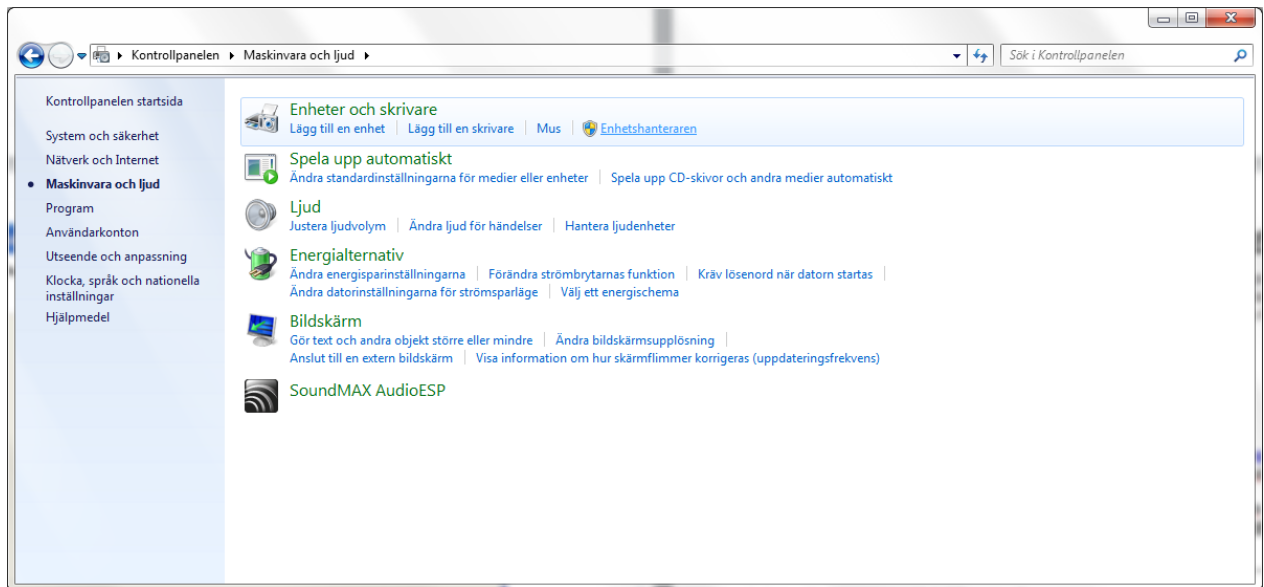 Kontrollpanelen Maskinvara och ljud
Sök i Kontrollpanelen
Kontrollpanelen startsida
System och säkerhet
Nätverk och Internet
Maskinvara och ljud
Program
Användarkonton
Utseende och anpassning
Klocka, språk och nationella
inställningar
Hjälpmedel
Enheter och skrivare
Lägg till en enhet Lägg till en skrivare Mus Enhetshanteraren
Spela upp automatiskt
Ändra standardinställningarna för medier eller enheter Spela upp CD-skivor och andra medier automatiskt
Ljud
Justera ljudvolym Ändra ljud för händelser Hantera ljudenheter
Energialternativ
Ändra energisparinställningarna Förändra strömbrytarnas funktion Kräv lösenord när datorn startas
Ändra datorinställningarna för strömsparläge Välj ett energischema
Bildskärm
Gör text och andra objekt större eller mindre Ändra bildskärmsupplösning
Anslut till en extern bildskärm Visa information om hur skärmflimmer korrigeras (uppdateringsfrekvens)
SoundMAX AudioESP